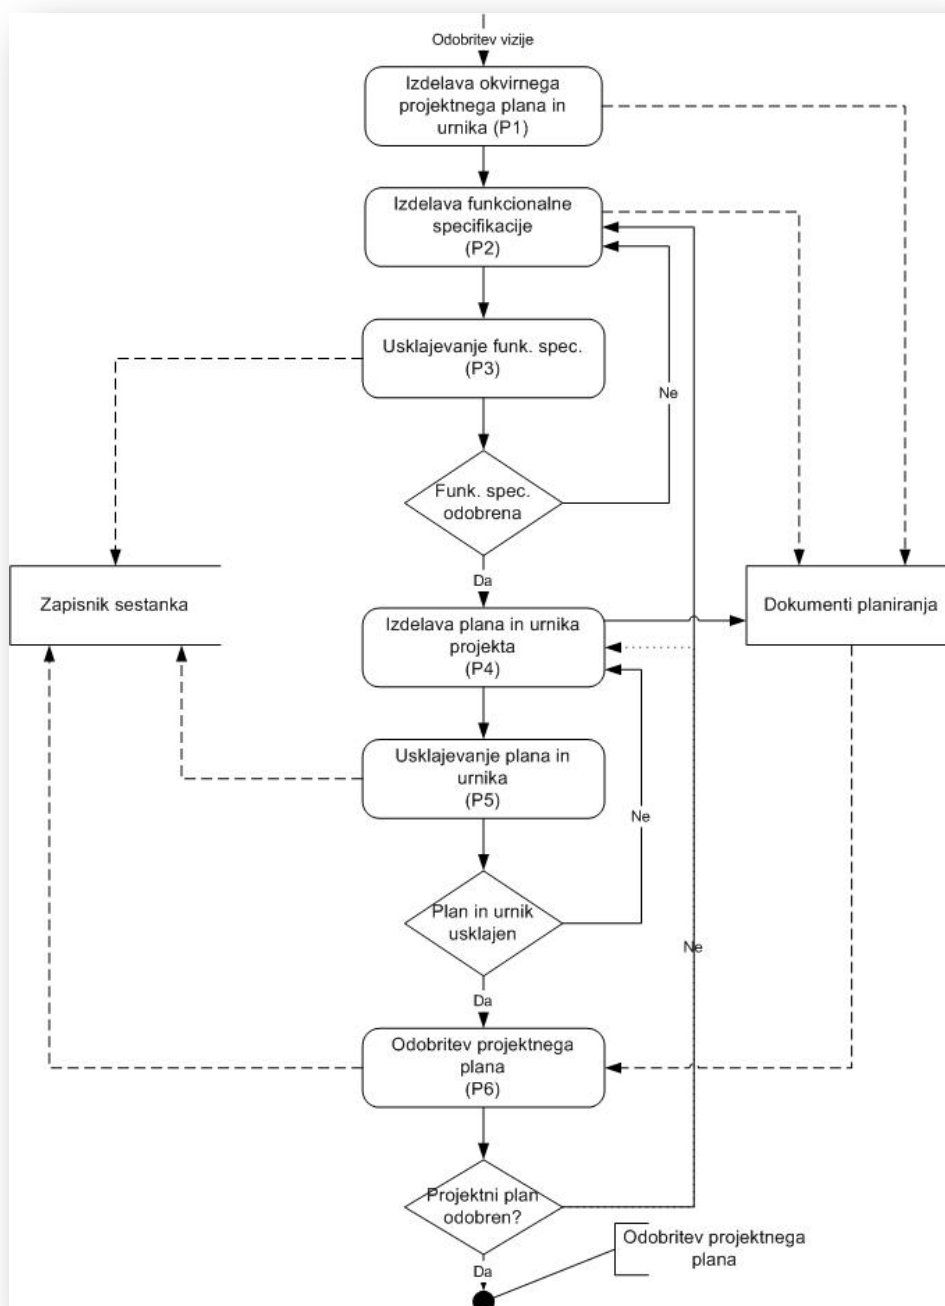 Odobritev vizije
Izdelava okvirnega
projektnega plana in
urnika (P1)
Izdelava funkcionalne
specifikacije
(P2)
Usklajevanje funk. spec.
(P3)
Ne
Funk. spec.
odobrena
Da
Zapisnik sestanka
Izdelava plana in urnika
projekta
(P4)
Dokumenti planiranja
Usklajevanje plana in
urnika
(P5)
Ne
Plan in urnik
usklajen
Ne
Da
Odobritev projektnega
plana
(P6)
Projektni plan
odobren?
Odobritev projektnega
plana
Da